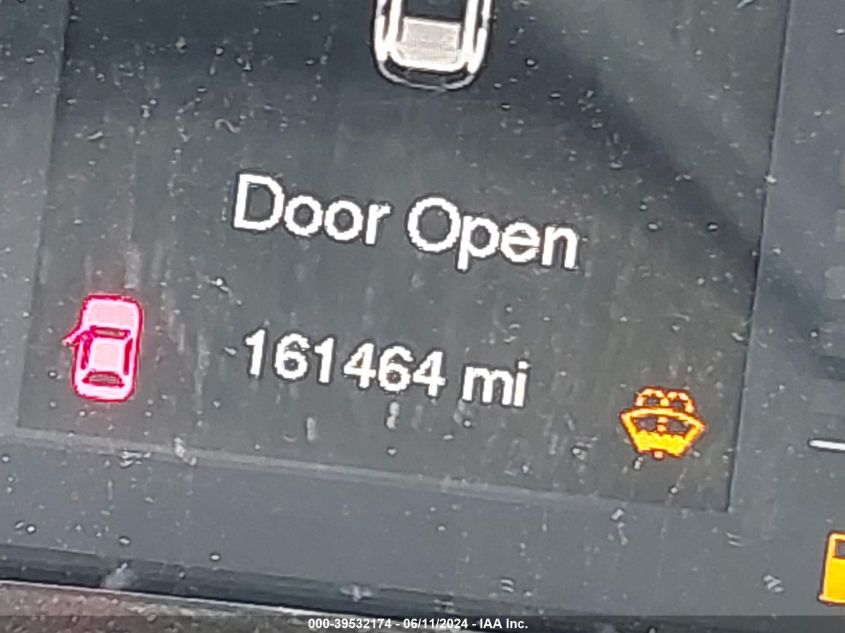 Door Open
161464 mi
000-39532174 - 06/11/2024 - IAA Inc.